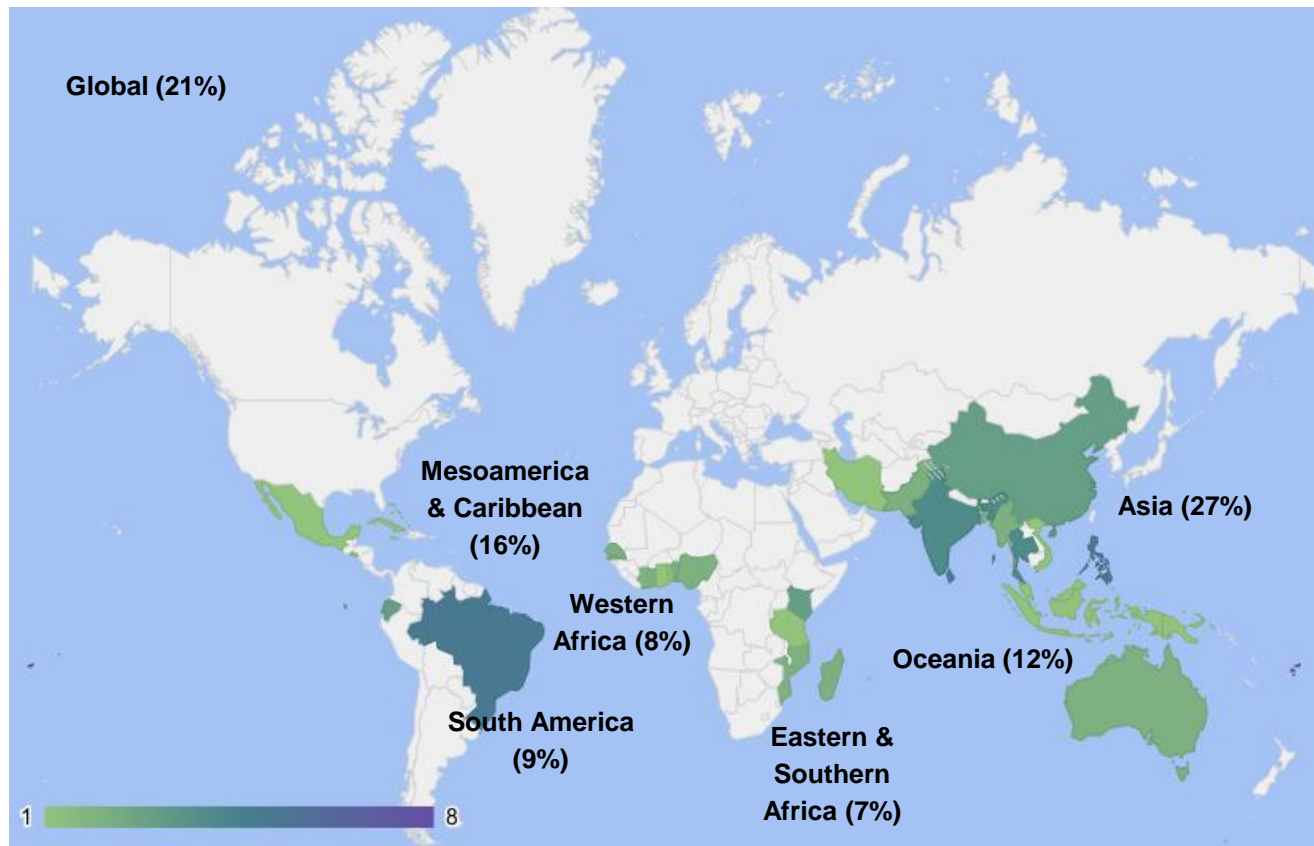 Global (21%)
Mesoamerica
& Caribbean
(16%)
Asia (27%)
Western
Africa (8%)
Oceania (12%)
South America
(9%)
Eastern &
Southern
Africa (7%)
1
8